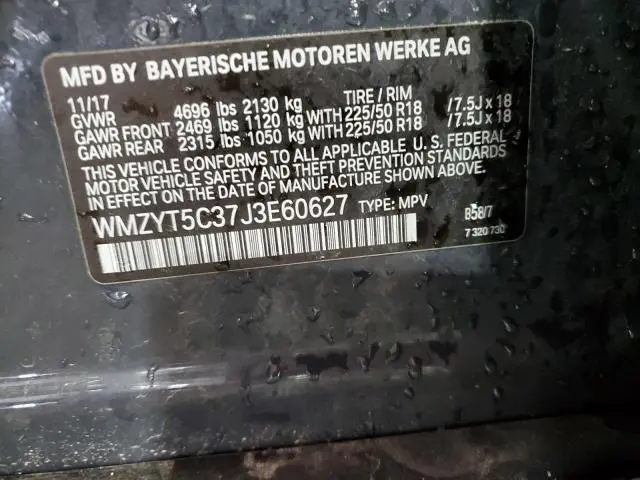 MFD BY BAYERISCHE MOTOREN WERKE AG
11/17 TIRE / RIM
GVWR 4696 lbs 2130 kg
GAWR FRONT 2469 lbs 1120 kg WITH 225/50 R18 /7.5J x 18
GAWR REAR 2315 lbs 1050 kg WITH 225/50 R18 /7.5J x 18
THIS VEHICLE CONFORMS TO ALL APPLICABLE U. S. FEDERAL
MOTOR VEHICLE SAFETY AND THEFT PREVENTION STANDARDS
IN EFFECT ON THE DATE OF MANUFACTURE SHOWN ABOVE.
WMZYT5C37J3E60627 TYPE: MPV B58/7
7 320 730